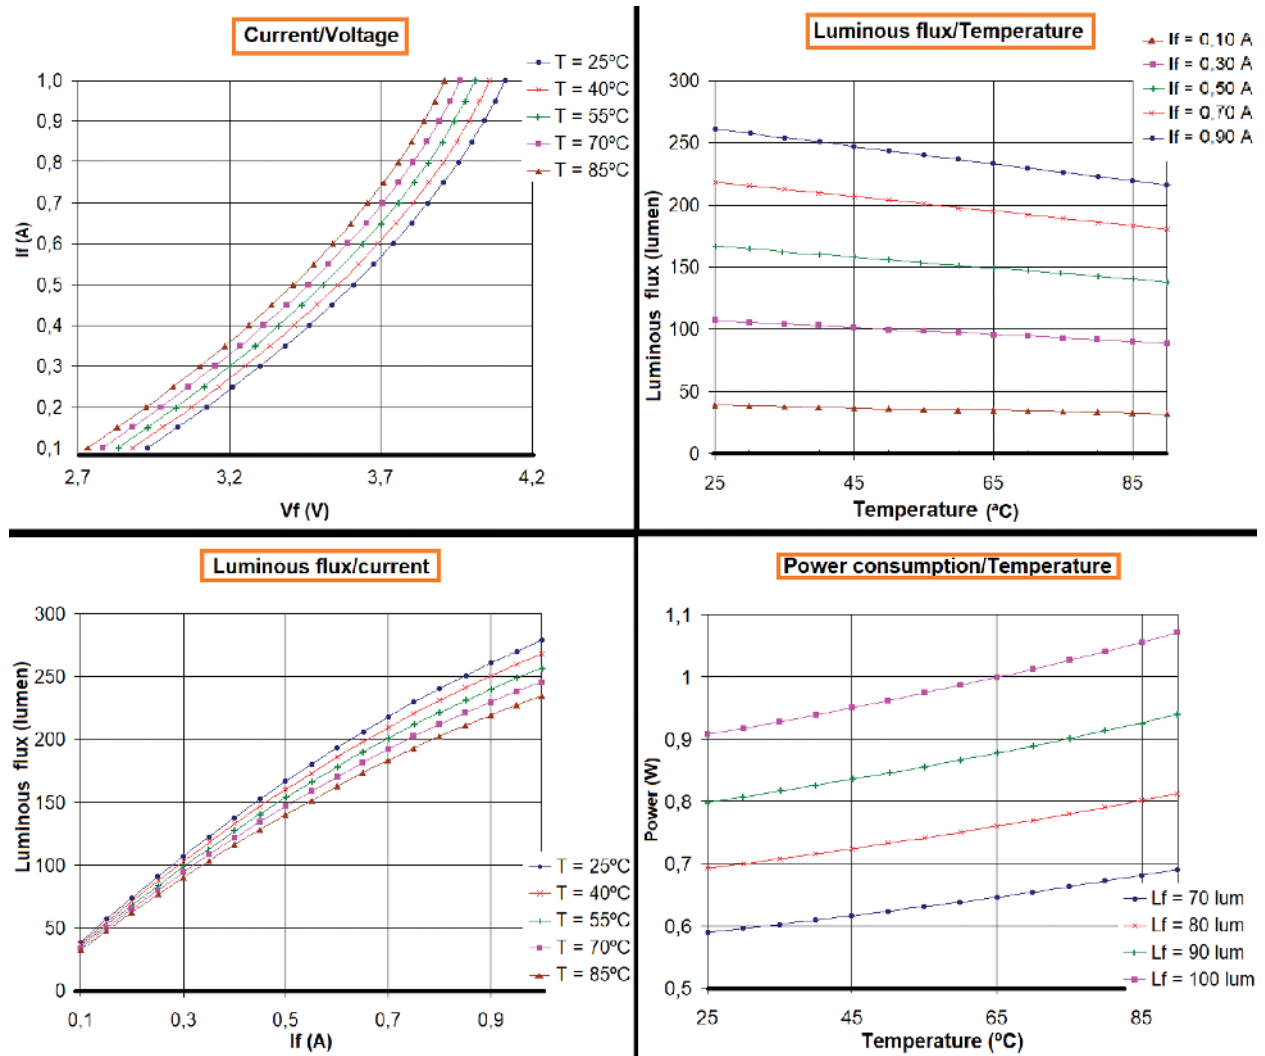 Current/Voltage
T = 25ºC
T = 40ºC
T = 55ºC
T = 70ºC
T = 85ºC
1,0
0,9
0,8
0,7
0,6
0,5
0,4
0,3
0,2
0,1
If (A)
2,7 3,2 3,7 4,2
Vf (V)
Luminous flux/Temperature
If = 0,10 A
If = 0,30 A
If = 0,50 A
If = 0,70 A
If = 0,90 A
300
250
200
150
100
50
0
Luminous flux (lumen)
25 45 65 85
Temperature (ªC)
Luminous flux/current
300
250
200
150
100
50
0
Luminous flux (lumen)
T = 25ºC
T = 40ºC
T = 55ºC
T = 70ºC
T = 85ºC
0,1 0,3 0,5 0,7 0,9
If (A)
Power consumption/Temperature
1,1
1
0,9
0,8
0,7
0,6
0,5
Power (W)
Lf = 70 lum
Lf = 80 lum
Lf = 90 lum
Lf = 100 lum
25 45 65 85
Temperature (ºC)